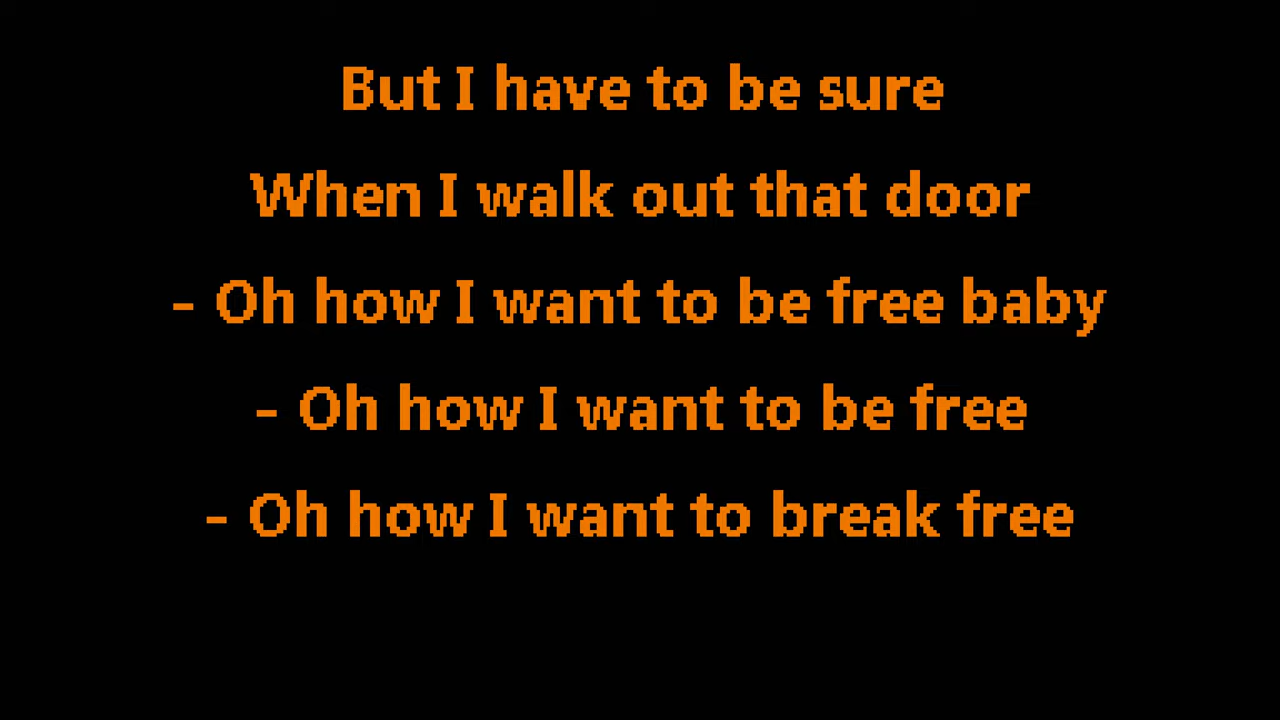 But I have to be sure
When I walk out that door
- Oh how I want to be free baby
- Oh how I want to be free
- Oh how I want to break free